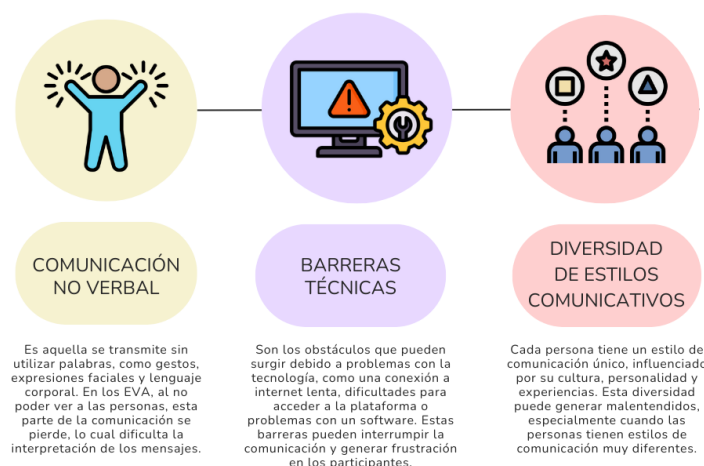 COMUNICACIÓN
NO VERBAL
Es aquella se transmite sin
utilizar palabras, como gestos,
expresiones faciales y lenguaje
corporal. En los EVA, al no
poder ver a las personas, esta
parte de la comunicación se
pierde, lo cual dificulta la
interpretación de los mensajes.
BARRERAS
TÉCNICAS
Son los obstáculos que pueden
surgir debido a problemas con la
tecnología, como una conexión a
internet lenta, dificultades para
acceder a la plataforma o
problemas con un software. Estas
barreras pueden interrumpir la
comunicación y generar frustración
en los participantes.
DIVERSIDAD
DE ESTILOS
COMUNICATIVOS
Cada persona tiene un estilo de
comunicación único, influenciado
por su cultura, personalidad y
experiencias. Esta diversidad
puede generar malentendidos,
especialmente cuando las
personas tienen estilos de
comunicación muy diferentes.